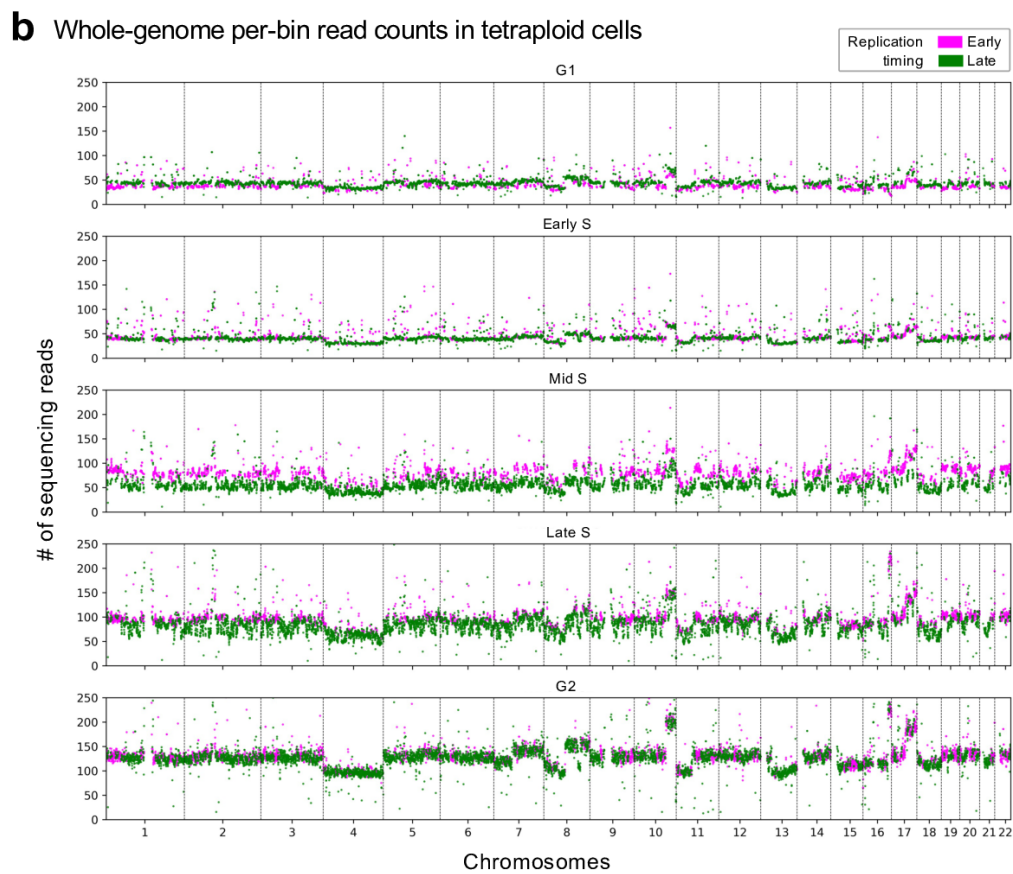 b Whole-genome per-bin read counts in tetraploid cells
Replication timing
Early
Late
G1
250
200
150
100
50
0
Early S
250
200
150
100
50
0
Mid S
250
200
150
100
50
0
Late S
250
200
150
100
50
0
G2
250
200
150
100
50
0
# of sequencing reads
1 2 3 4 5 6 7 8 9 10 11 12 13 14 15 16 17 18 19 20 21 22
Chromosomes